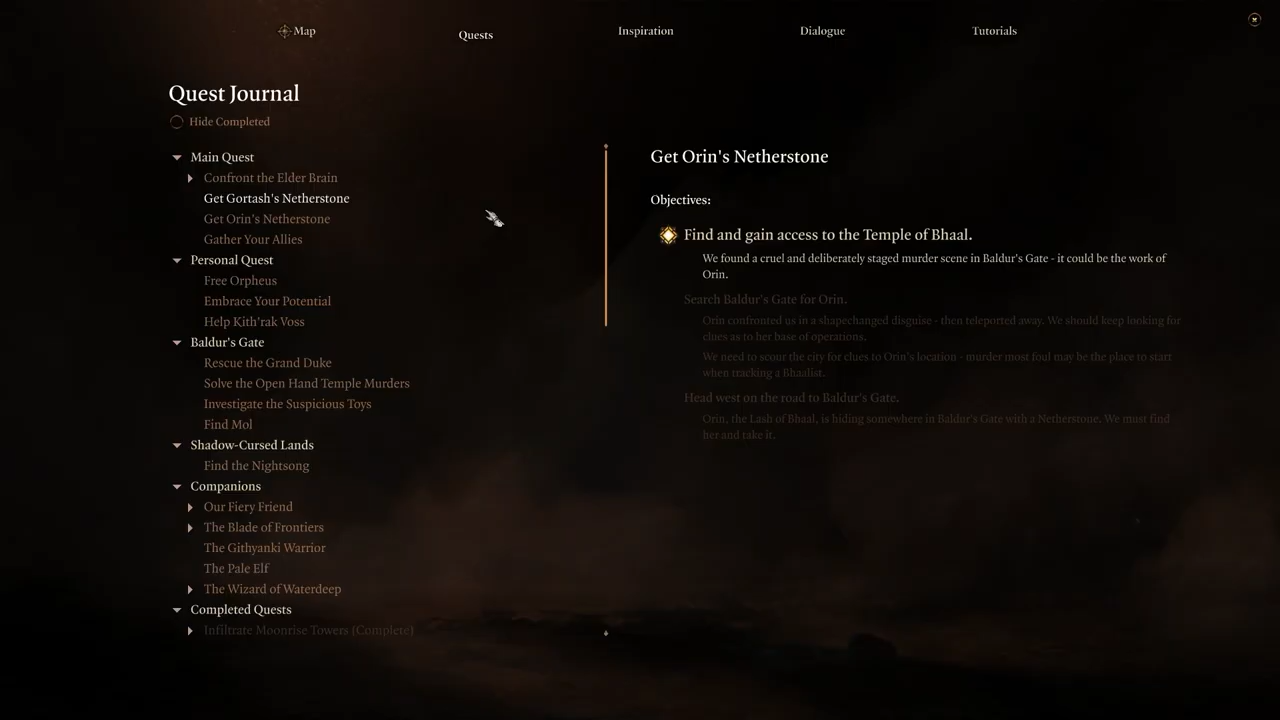 Map
Quests
Inspiration
Dialogue
Tutorials
Quest Journal
Hide Completed
Main Quest
Confront the Elder Brain
Get Gortash's Netherstone
Get Orin's Netherstone
Gather Your Allies
Personal Quest
Free Orpheus
Embrace Your Potential
Help Kith'rak Voss
Baldur's Gate
Rescue the Grand Duke
Solve the Open Hand Temple Murders
Investigate the Suspicious Toys
Find Mol
Shadow-Cursed Lands
Find the Nightsong
Companions
Our Fiery Friend
The Blade of Frontiers
The Githyanki Warrior
The Pale Elf
The Wizard of Waterdeep
Completed Quests
Infiltrate Moonrise Towers (Complete)
Get Orin's Netherstone
Objectives:
Find and gain access to the Temple of Bhaal.
We found a cruel and deliberately staged murder scene in Baldur's Gate - it could be the work of
Orin.
Search Baldur's Gate for Orin.
Orin confronted us in a shapechanged disguise - then teleported away. We should keep looking for
clues as to her base of operations.
We need to scour the city for clues to Orin's location - murder most foul may be the place to start
when tracking a Bhaalist.
Head west on the road to Baldur's Gate.
Orin, the Lash of Bhaal, is hiding somewhere in Baldur's Gate with a Netherstone. We must find
her and take it.